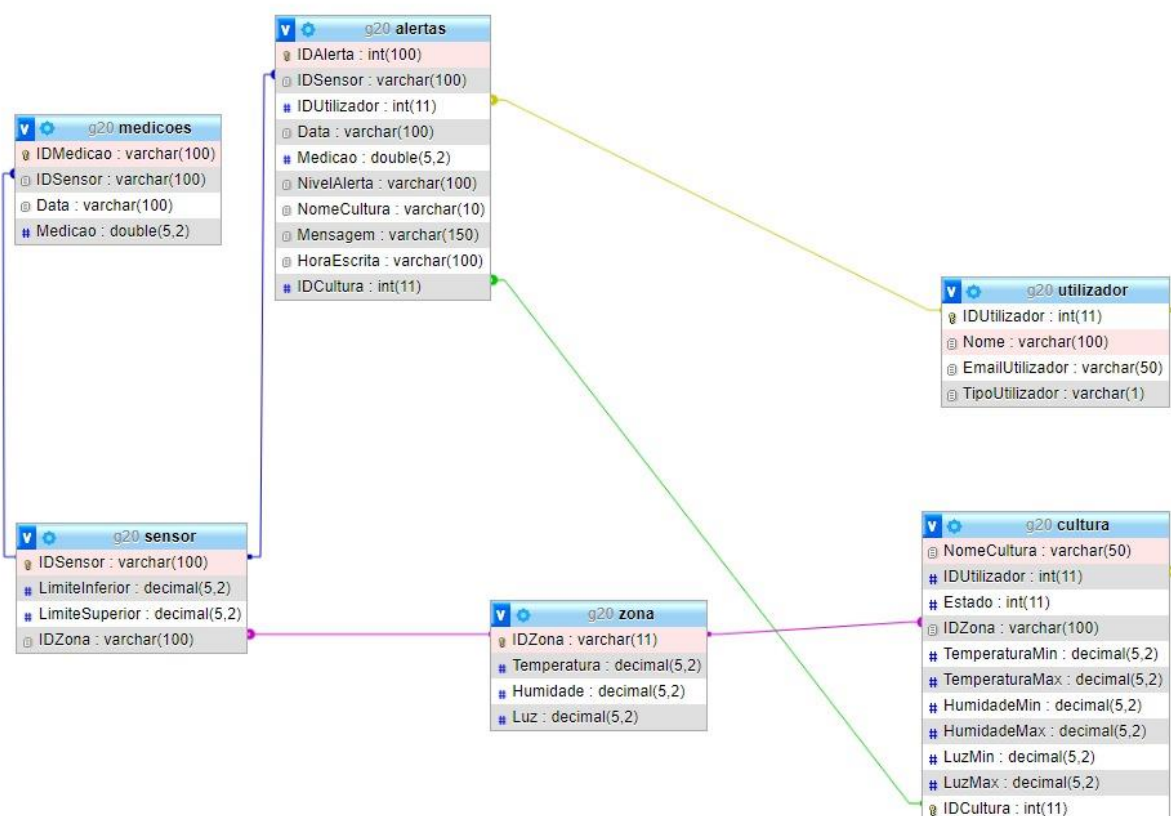 g20 alertas
IDAlerta : int(100)
IDSensor : varchar(100)
IDUtilizador : int(11)
Data : varchar(100)
Medicao : double(5,2)
NivelAlerta : varchar(100)
NomeCultura : varchar(10)
Mensagem : varchar(150)
HoraEscrita : varchar(100)
IDCultura : int(11)
g20 medicoes
IDMedicao : varchar(100)
IDSensor : varchar(100)
Data : varchar(100)
Medicao : double(5,2)
g20 utilizador
IDUtilizador : int(11)
Nome : varchar(100)
EmailUtilizador : varchar(50)
TipoUtilizador : varchar(1)
g20 sensor
IDSensor : varchar(100)
LimiteInferior : decimal(5,2)
LimiteSuperior : decimal(5,2)
IDZona : varchar(100)
g20 zona
IDZona : varchar(11)
Temperatura : decimal(5,2)
Humidade : decimal(5,2)
Luz : decimal(5,2)
g20 cultura
NomeCultura : varchar(50)
IDUtilizador : int(11)
Estado : int(11)
IDZona : varchar(100)
TemperaturaMin : decimal(5,2)
TemperaturaMax : decimal(5,2)
HumidadeMin : decimal(5,2)
HumidadeMax : decimal(5,2)
LuzMin : decimal(5,2)
LuzMax : decimal(5,2)
IDCultura : int(11)